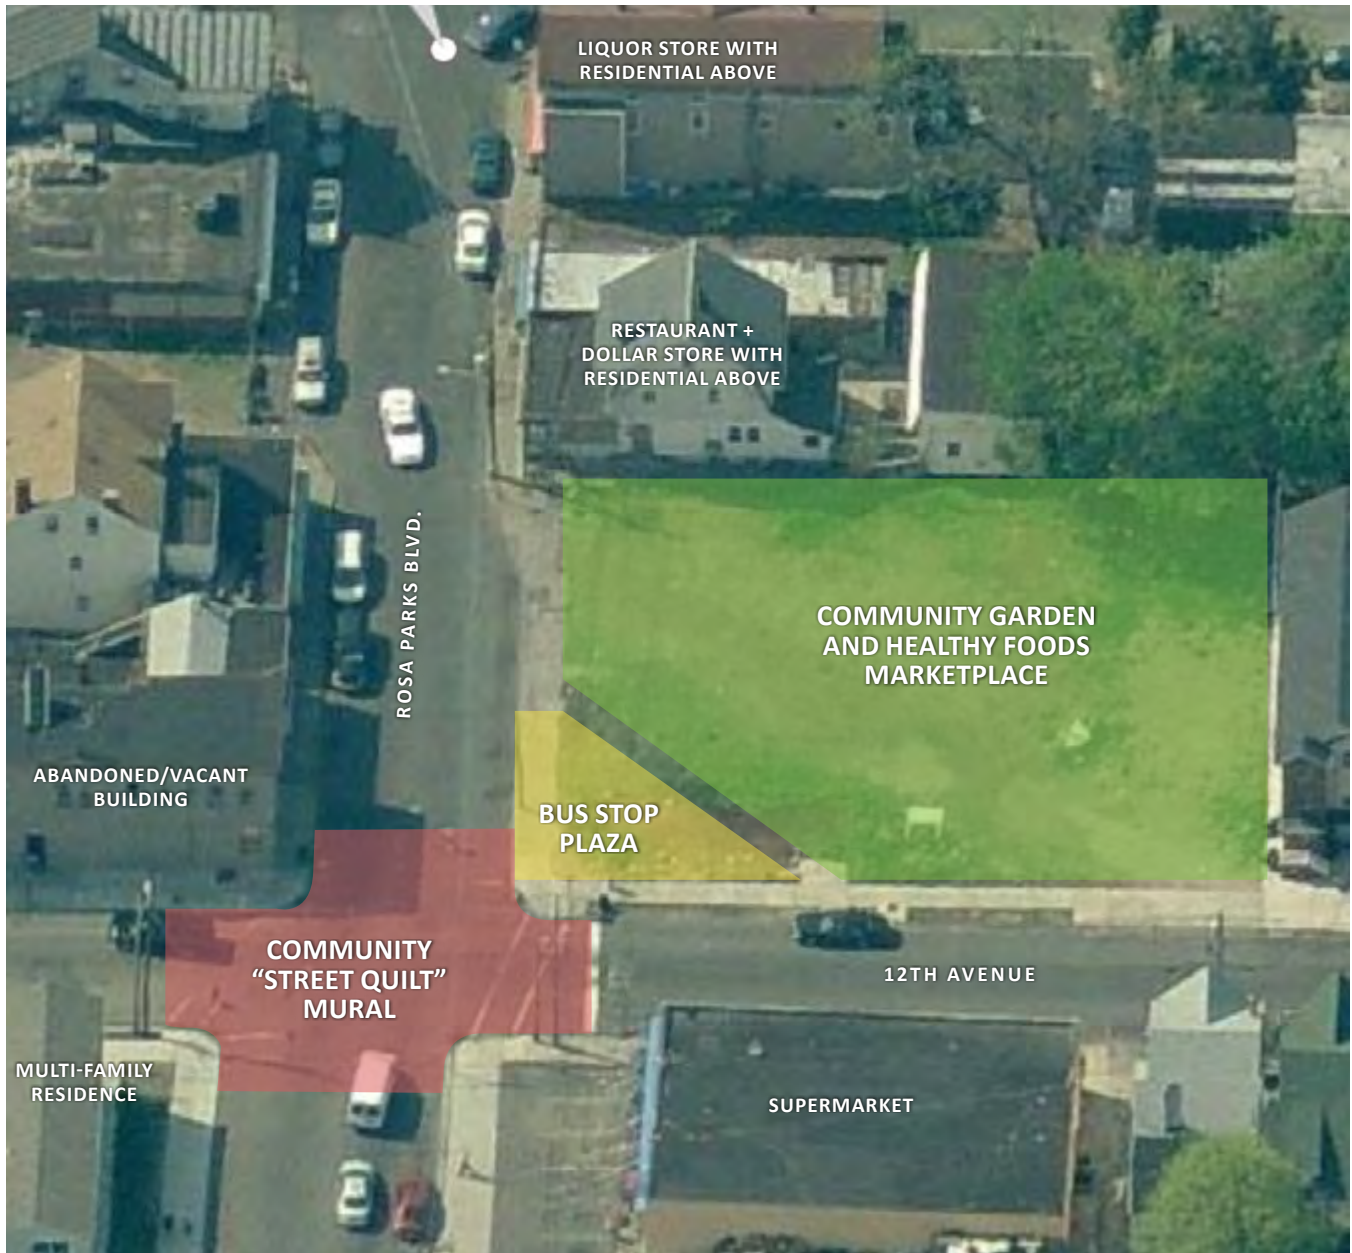 LIQUOR STORE WITH
RESIDENTIAL ABOVE
RESTAURANT +
DOLLAR STORE WITH
RESIDENTIAL ABOVE
ROSA PARKS BLVD.
COMMUNITY GARDEN
AND HEALTHY FOODS
MARKETPLACE
ABANDONED/VACANT
BUILDING
BUS STOP
PLAZA
COMMUNITY
“STREET QUILT”
MURAL
12TH AVENUE
MULTI-FAMILY
RESIDENCE
SUPERMARKET